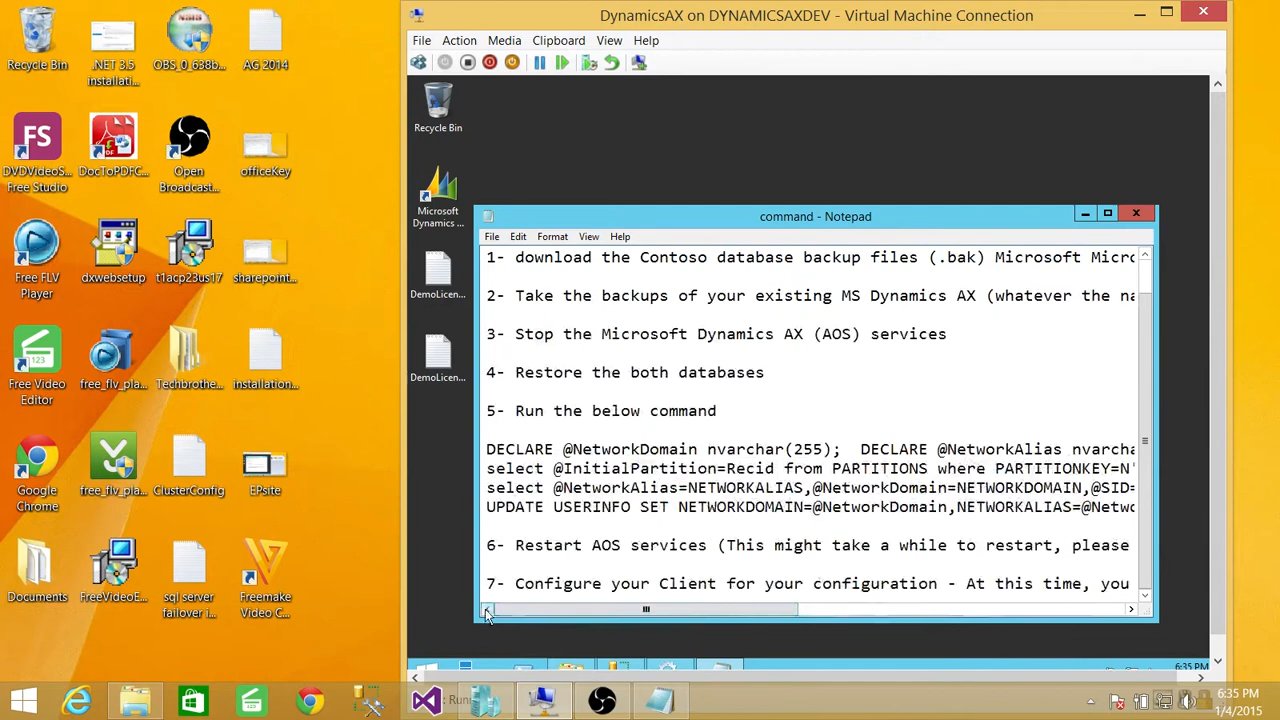 DynamicsAX on DYNAMICSAXDEV - Virtual Machine Connection
File Action Media Clipboard View Help
Recycle Bin
.NET 3.5 installati...
OBS_0_638b...
AG 2014
DVDVideoS... Free Studio
DocToPDFC...
Open Broadcast...
officeKey
Free FLV Player
dxwebsetup
t1acp23us17
sharepoint...
Free Video Editor
free_flv_pla...
Techbrothe...
installation...
Google Chrome
free_flv_pla...
ClusterConfig
EPsite
Documents
FreeVideoE...
sql server failover i...
Freemake Video C...
Recycle Bin
Microsoft Dynamics ...
DemoLicen...
DemoLicen...
command - Notepad
File Edit Format View Help
1- download the Contoso database backup files (.bak) Microsoft Micro
2- Take the backups of your existing MS Dynamics AX (whatever the na
3- Stop the Microsoft Dynamics AX (AOS) services
4- Restore the both databases
5- Run the below command
DECLARE @NetworkDomain nvarchar(255);  DECLARE @NetworkAlias nvarcha
select @InitialPartition=Recid from PARTITIONS where PARTITIONKEY=N'
select @NetworkAlias=NETWORKALIAS,@NetworkDomain=NETWORKDOMAIN,@SID=
UPDATE USERINFO SET NETWORKDOMAIN=@NetworkDomain,NETWORKALIAS=@Netwo
6- Restart AOS services (This might take a while to restart, please
7- Configure your Client for your configuration - At this time, you
6:35 PM
Run
6:35 PM
1/4/2015